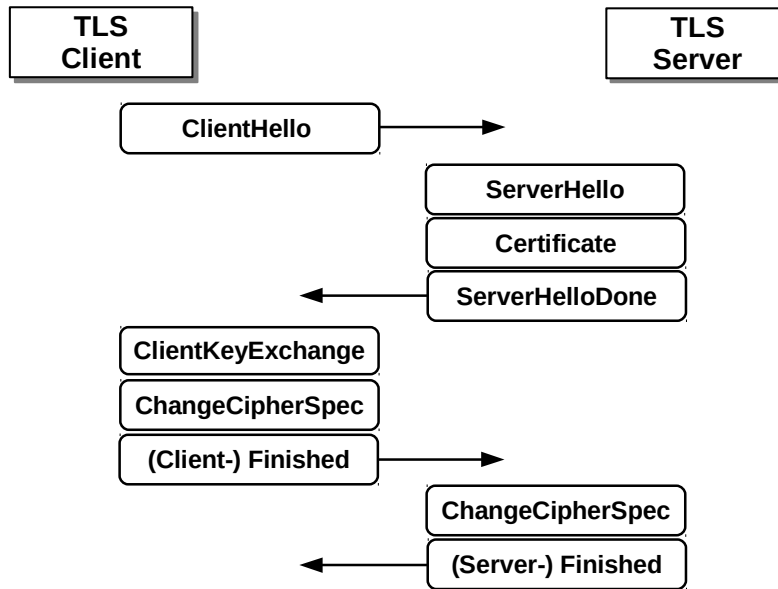 TLS
Client
TLS
Server
ClientHello
ServerHello
Certificate
ServerHelloDone
ClientKeyExchange
ChangeCipherSpec
(Client-) Finished
ChangeCipherSpec
(Server-) Finished